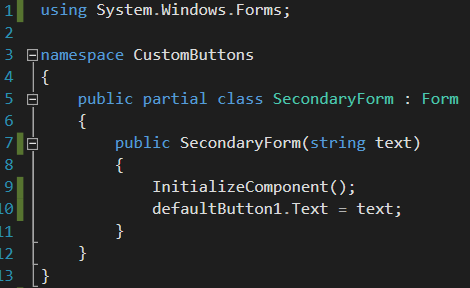 1 using System.Windows.Forms;
2
3 namespace CustomButtons
4 {
5 public partial class SecondaryForm : Form
6 {
7 public SecondaryForm(string text)
8 {
9 InitializeComponent();
10 defaultButton1.Text = text;
11 }
12 }
13 }